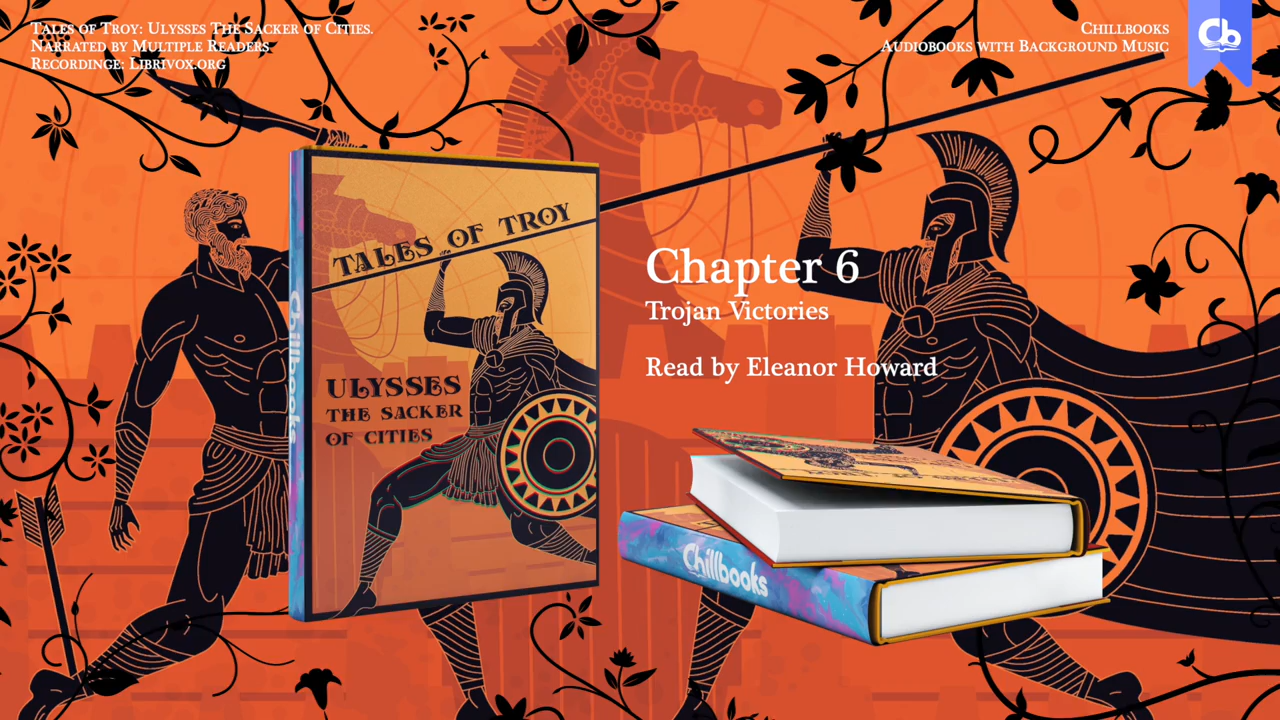 Tales of Troy: Ulysses The Sacker of Cities.
Narrated by Multiple Readers
Recordinge: Librivox.org
Chillbooks
Audiobooks with Background Music
Cb
TALES OF TROY
ULYSSES
THE SACKER
OF CITIES
Chillbooks
Chapter 6
Trojan Victories
Read by Eleanor Howard
Chillbooks